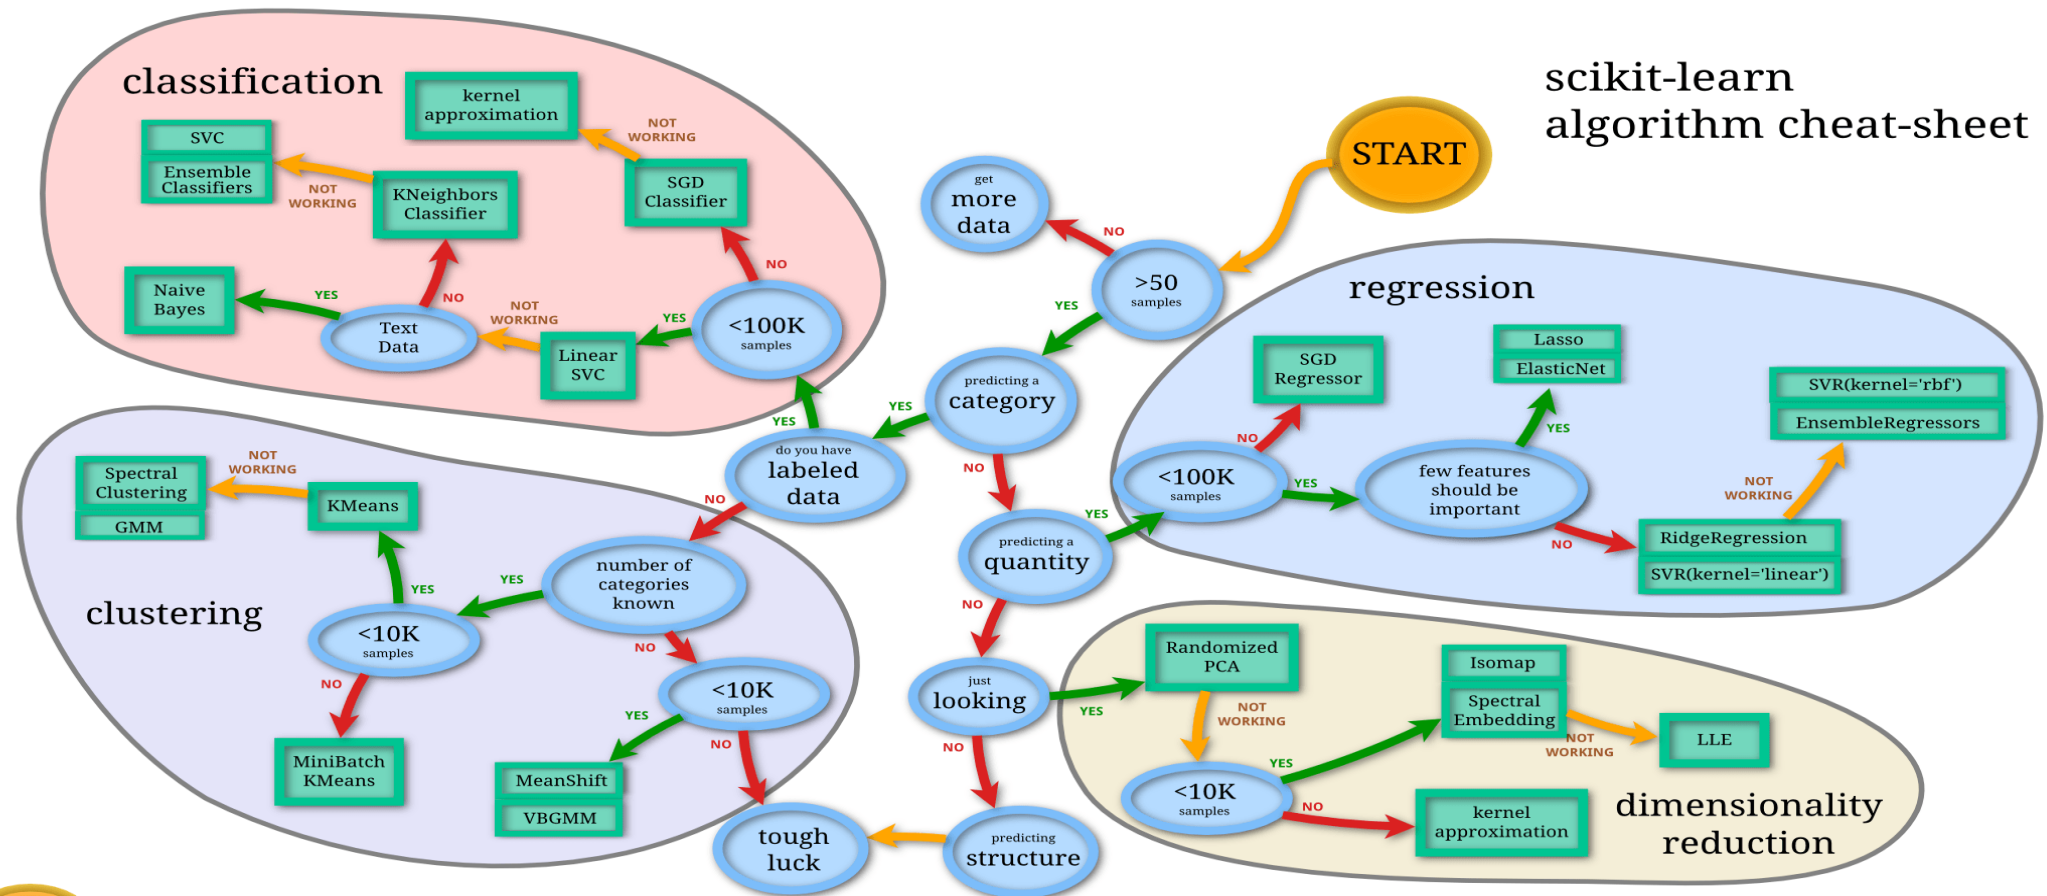 scikit-learn
algorithm cheat-sheet
START
>50
samples
NO
get
more
data
YES
predicting a
category
YES
do you have
labeled
data
YES
NO
NO
predicting a
quantity
YES
NO
just
looking
YES
NO
predicting
structure
tough
luck
classification
<100K
samples
NO
SGD
Classifier
NOT
WORKING
kernel
approximation
YES
Linear
SVC
NOT
WORKING
Text
Data
YES
Naive
Bayes
NO
KNeighbors
Classifier
NOT
WORKING
SVC
Ensemble
Classifiers
clustering
number of
categories
known
YES
<10K
samples
YES
KMeans
NOT
WORKING
Spectral
Clustering
GMM
NO
MiniBatch
KMeans
NO
<10K
samples
YES
MeanShift
VBGMM
NO
regression
<100K
samples
NO
SGD
Regressor
YES
few features
should be
important
YES
Lasso
ElasticNet
NO
RidgeRegression
SVR(kernel='linear')
NOT
WORKING
SVR(kernel='rbf')
EnsembleRegressors
dimensionality
reduction
Randomized
PCA
NOT
WORKING
<10K
samples
YES
Isomap
Spectral
Embedding
NOT
WORKING
LLE
NO
kernel
approximation